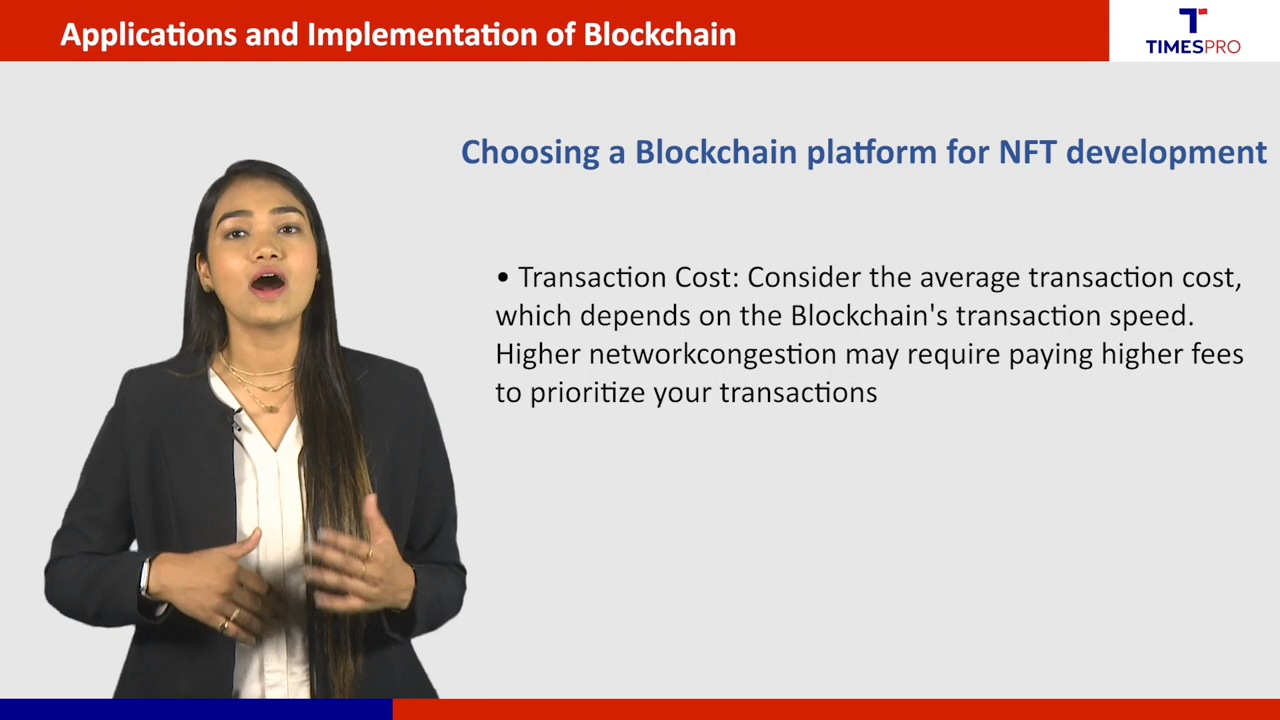 Applications and Implementation of Blockchain
T
TIMESPRO
Choosing a Blockchain platform for NFT development
• Transaction Cost: Consider the average transaction cost,
which depends on the Blockchain's transaction speed.
Higher networkcongestion may require paying higher fees
to prioritize your transactions